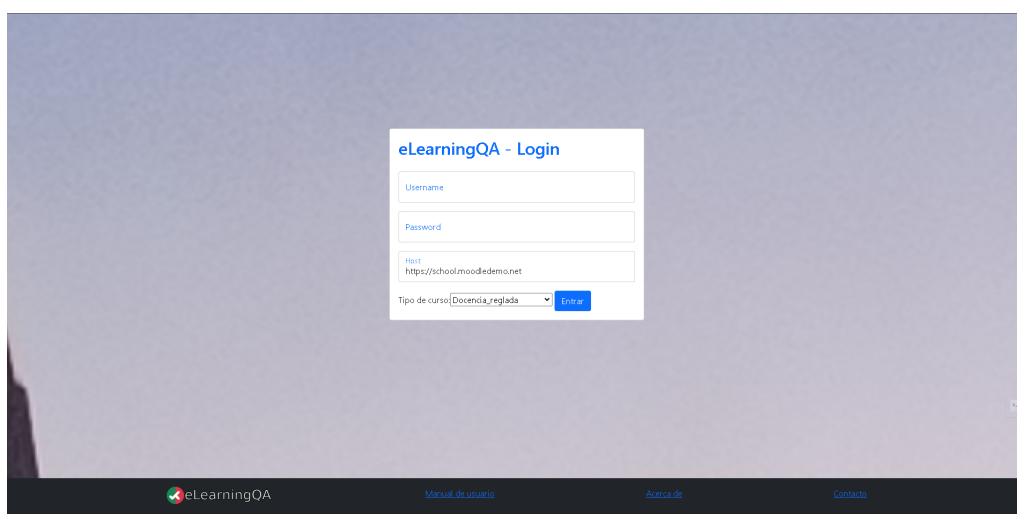 eLearningQA - Login
Username
Password
Host
https://school.moodledemo.net
Tipo de curso: Docencia_reglada Entrar
eLearningQA Manual de usuario Acerca de Contacto